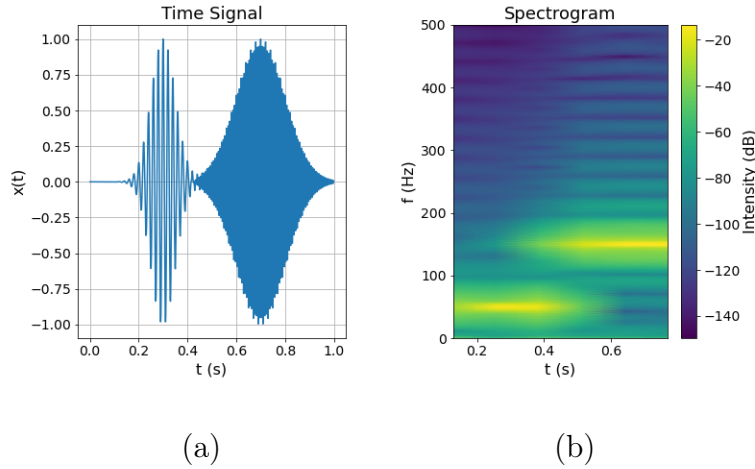 Time Signal
1.00
0.75
0.50
0.25
0.00
−0.25
−0.50
−0.75
−1.00
x(t)
0.0 0.2 0.4 0.6 0.8 1.0
t (s)
(a)
Spectrogram
500
400
300
200
100
0
f (Hz)
0.2 0.4 0.6
t (s)
−20
−40
−60
−80
−100
−120
−140
Intensity (dB)
(b)